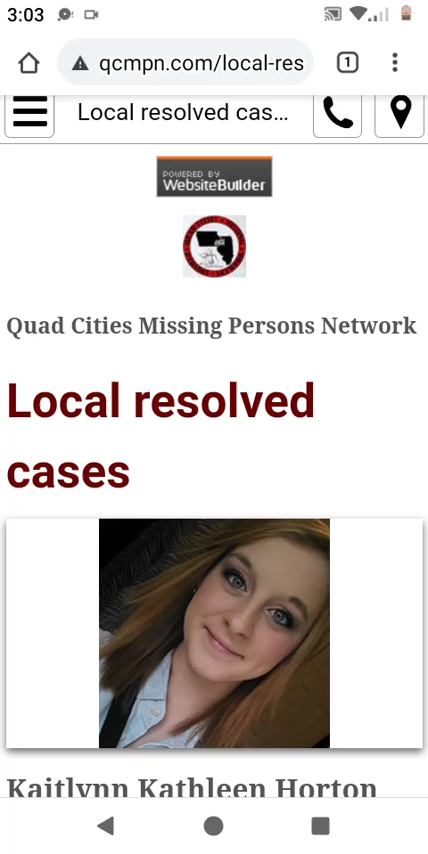 3:03
qcmpn.com/local-res
1
Local resolved cas...
POWERED BY
WebsiteBuilder
Quad Cities Missing Persons Network
Local resolved
cases
Kaitlynn Kathleen Horton